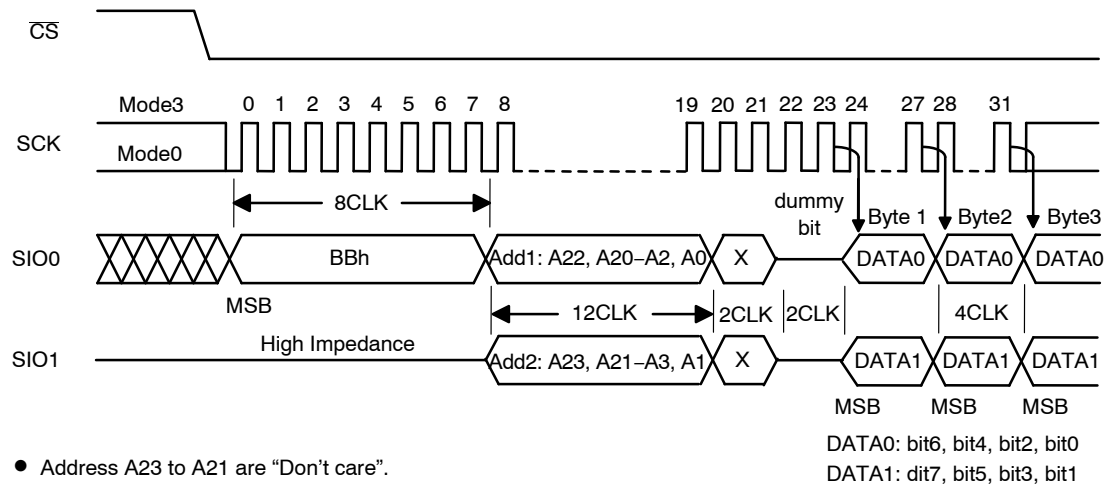 CS
Mode3 0 1 2 3 4 5 6 7 8 19 20 21 22 23 24 27 28 31
SCK
Mode0
8CLK
dummy
bit
Byte 1 Byte2 Byte3
SIO0 BBh Add1: A22, A20–A2, A0 X DATA0 DATA0 DATA0
MSB
12CLK 2CLK 2CLK 4CLK
High Impedance
SIO1 Add2: A23, A21–A3, A1 X DATA1 DATA1 DATA1
MSB MSB MSB
DATA0: bit6, bit4, bit2, bit0
● Address A23 to A21 are “Don’t care”.
DATA1: dit7, bit5, bit3, bit1